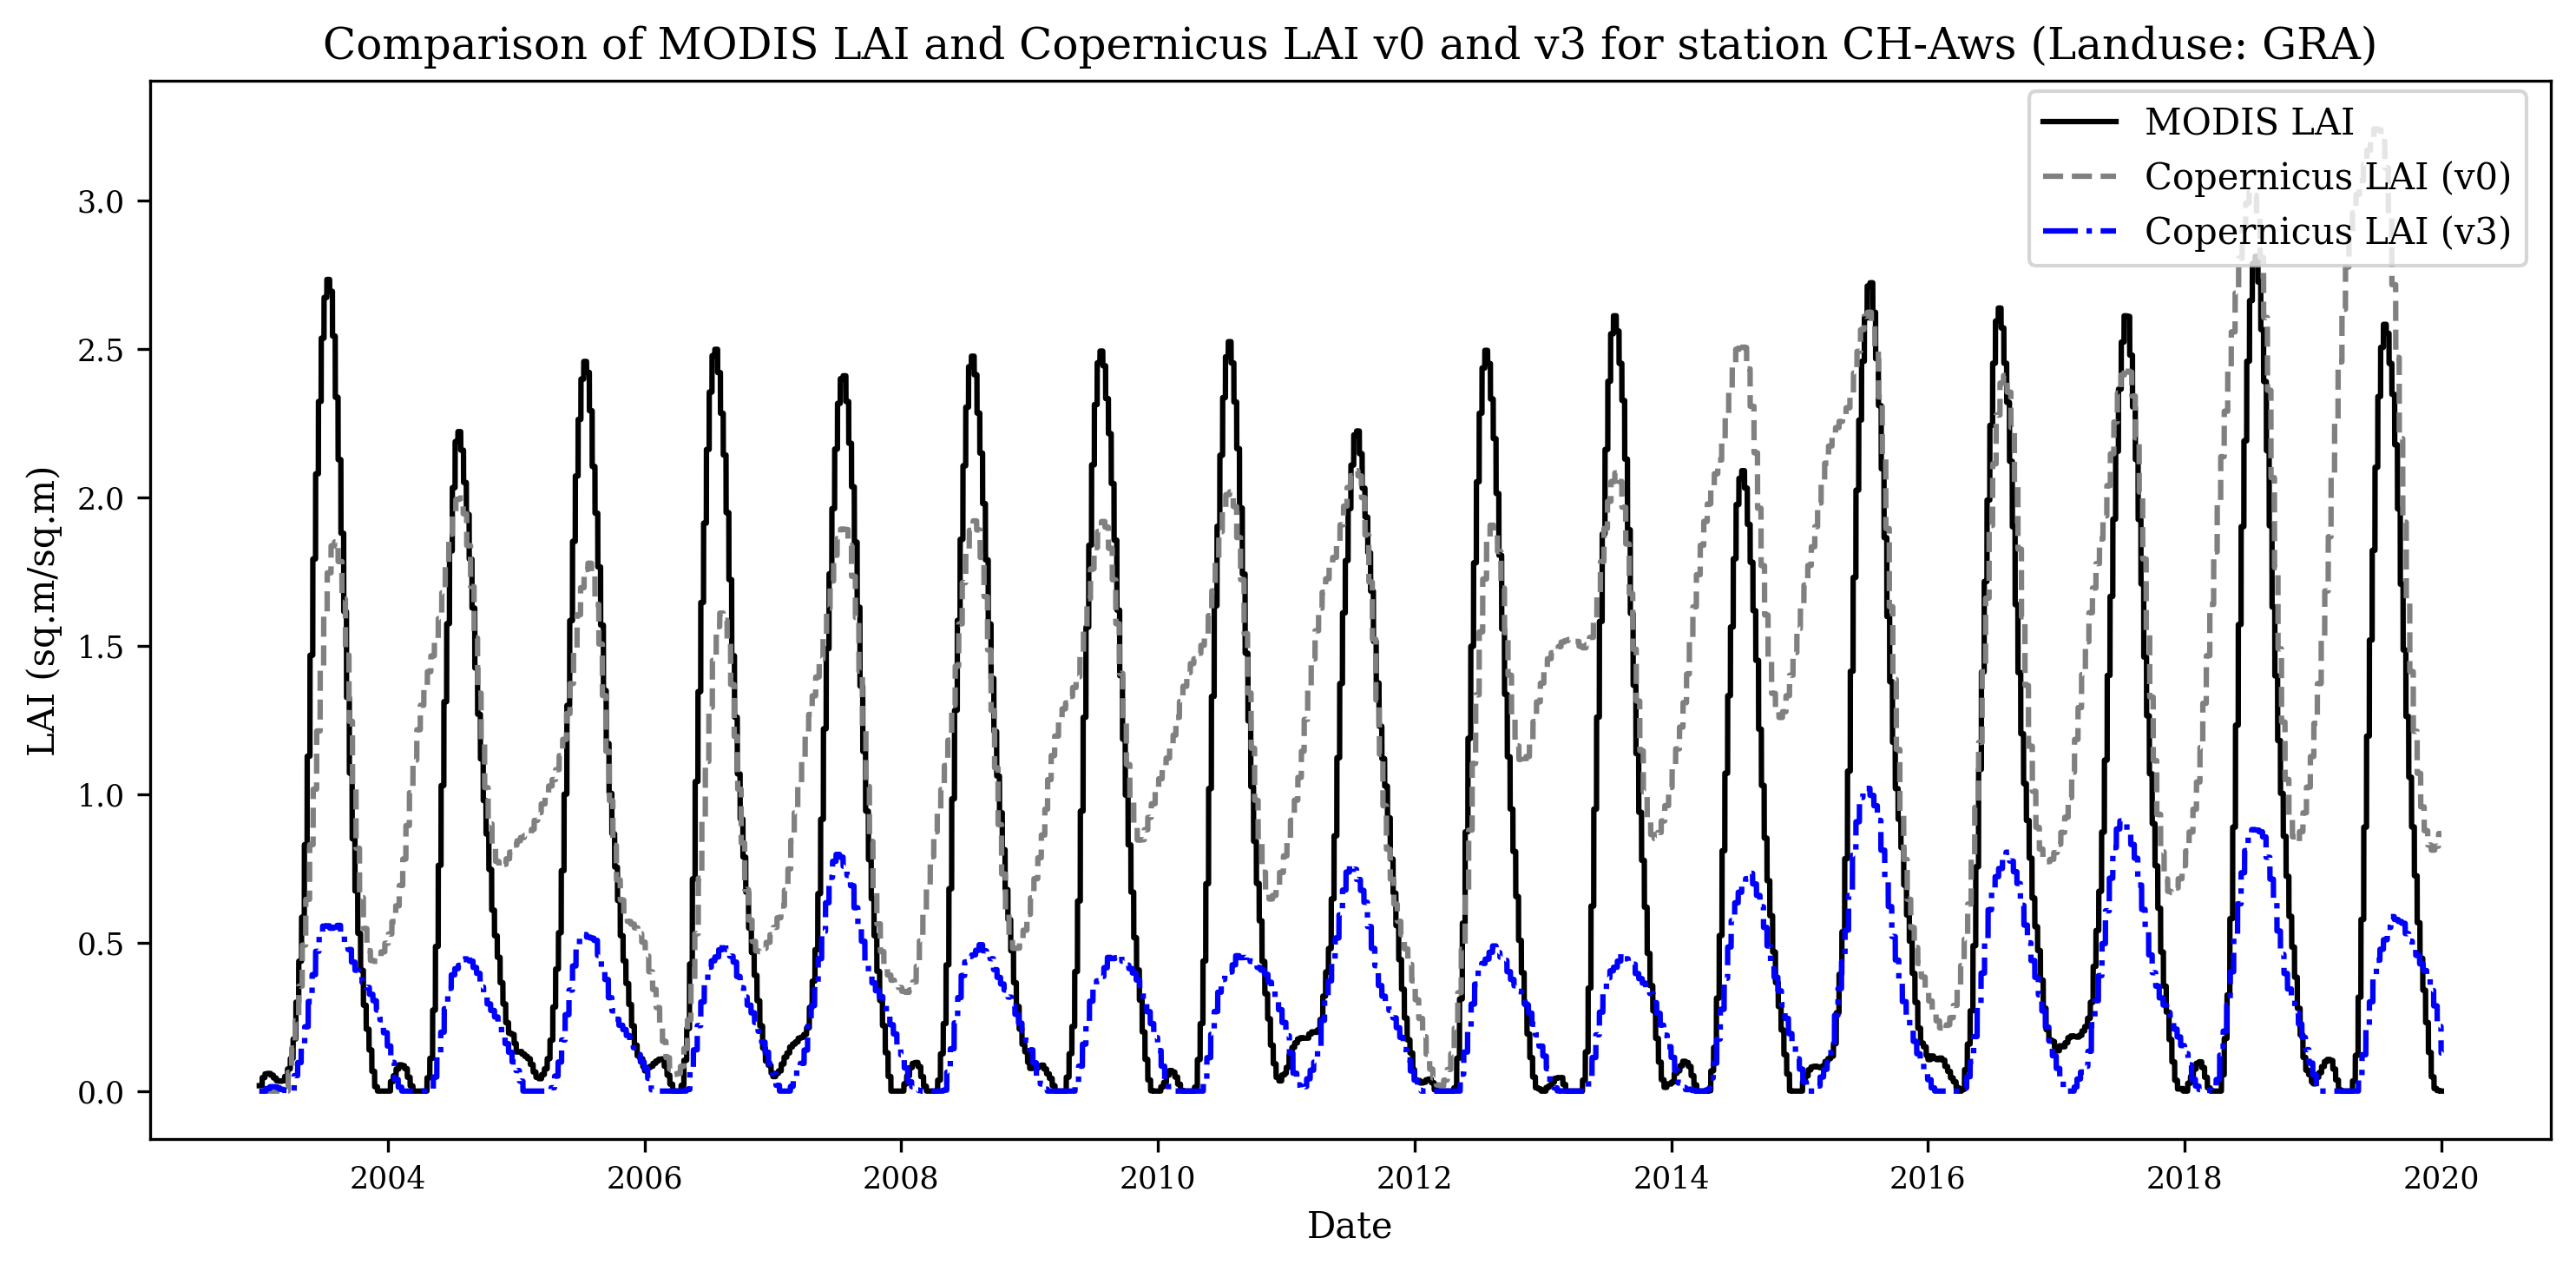 Comparison of MODIS LAI and Copernicus LAI v0 and v3 for station CH-Aws (Landuse: GRA)
MODIS LAI
Copernicus LAI (v0)
Copernicus LAI (v3)
LAI (sq.m/sq.m)
3.0
2.5
2.0
1.5
1.0
0.5
0.0
2004 2006 2008 2010 2012 2014 2016 2018 2020
Date